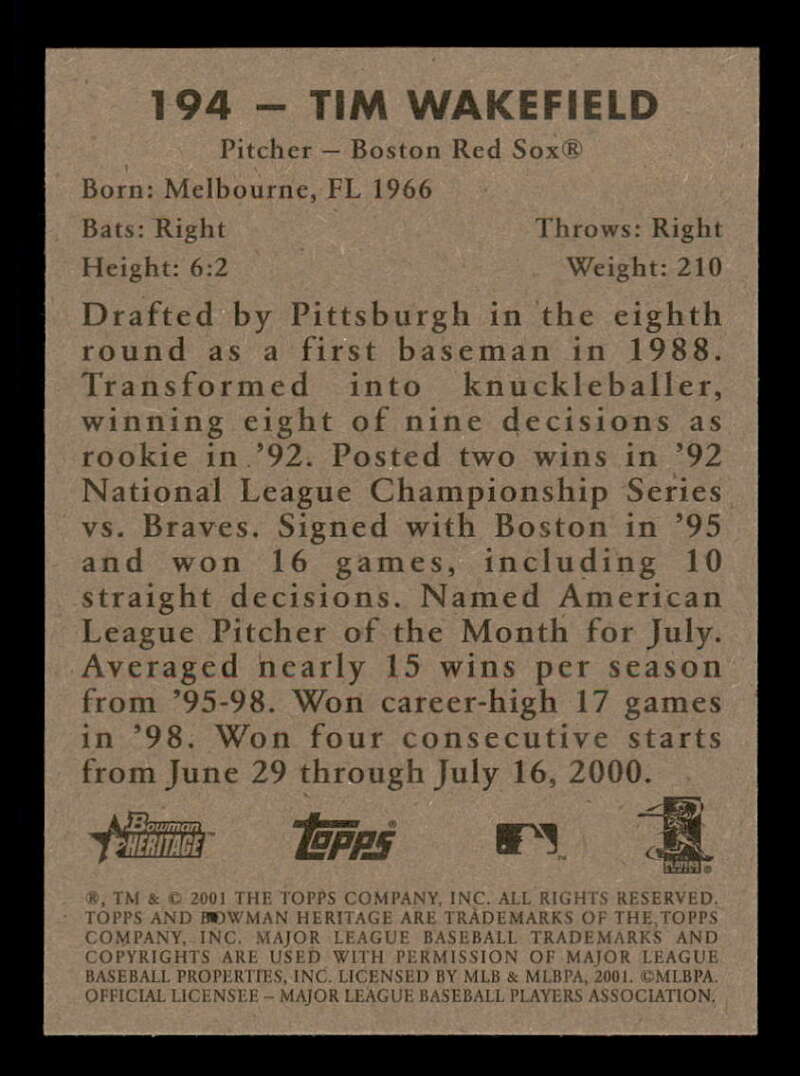 194 – TIM WAKEFIELD
Pitcher – Boston Red Sox®
Born: Melbourne, FL 1966
Bats: Right Throws: Right
Height: 6:2 Weight: 210
Drafted by Pittsburgh in the eighth
round as a first baseman in 1988.
Transformed into knuckleballer,
winning eight of nine decisions as
rookie in ’92. Posted two wins in ’92
National League Championship Series
vs. Braves. Signed with Boston in ’95
and won 16 games, including 10
straight decisions. Named American
League Pitcher of the Month for July.
Averaged nearly 15 wins per season
from ’95-98. Won career-high 17 games
in ’98. Won four consecutive starts
from June 29 through July 16, 2000.
Bowman
HERITAGE
TOPPS
®, TM & © 2001 THE TOPPS COMPANY, INC. ALL RIGHTS RESERVED.
TOPPS AND BOWMAN HERITAGE ARE TRADEMARKS OF THE TOPPS
COMPANY, INC. MAJOR LEAGUE BASEBALL TRADEMARKS AND
COPYRIGHTS ARE USED WITH PERMISSION OF MAJOR LEAGUE
BASEBALL PROPERTIES, INC. LICENSED BY MLB & MLBPA, 2001. ©MLBPA.
OFFICIAL LICENSEE – MAJOR LEAGUE BASEBALL PLAYERS ASSOCIATION.